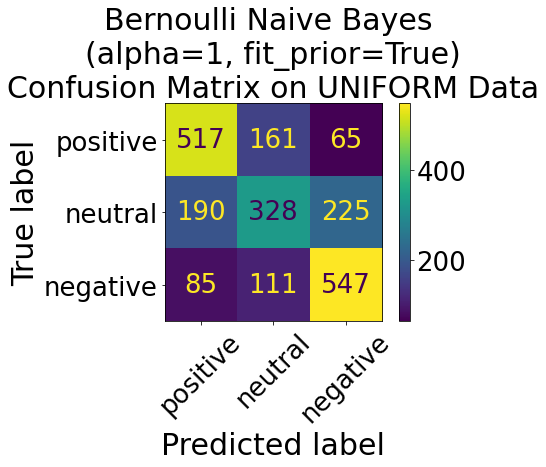 Bernoulli Naive Bayes
(alpha=1, fit_prior=True)
Confusion Matrix on UNIFORM Data
True label
positive 517 161 65
neutral 190 328 225
negative 85 111 547
400
200
positive neutral negative
Predicted label